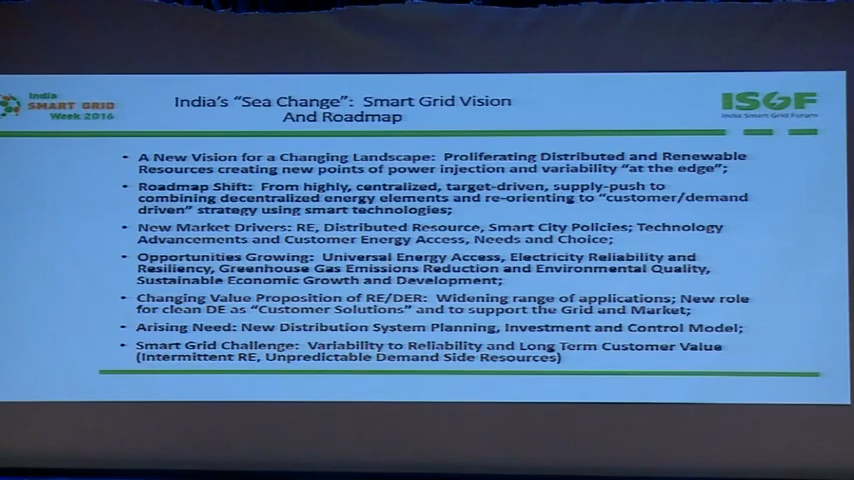 India
SMART GRID
Week 2016
India's "Sea Change": Smart Grid Vision
And Roadmap
ISGF
India Smart Grid Forum
• A New Vision for a Changing Landscape: Proliferating Distributed and Renewable
Resources creating new points of power injection and variability "at the edge";
• Roadmap Shift: From highly, centralized, target-driven, supply-push to
combining decentralized energy elements and re-orienting to "customer/demand
driven" strategy using smart technologies;
• New Market Drivers: RE, Distributed Resource, Smart City Policies; Technology
Advancements and Customer Energy Access, Needs and Choice;
• Opportunities Growing: Universal Energy Access, Electricity Reliability and
Resiliency, Greenhouse Gas Emissions Reduction and Environmental Quality,
Sustainable Economic Growth and Development;
• Changing Value Proposition of RE/DER: Widening range of applications; New role
for clean DE as "Customer Solutions" and to support the Grid and Market;
• Arising Need: New Distribution System Planning, Investment and Control Model;
• Smart Grid Challenge: Variability to Reliability and Long Term Customer Value
(Intermittent RE, Unpredictable Demand Side Resources)